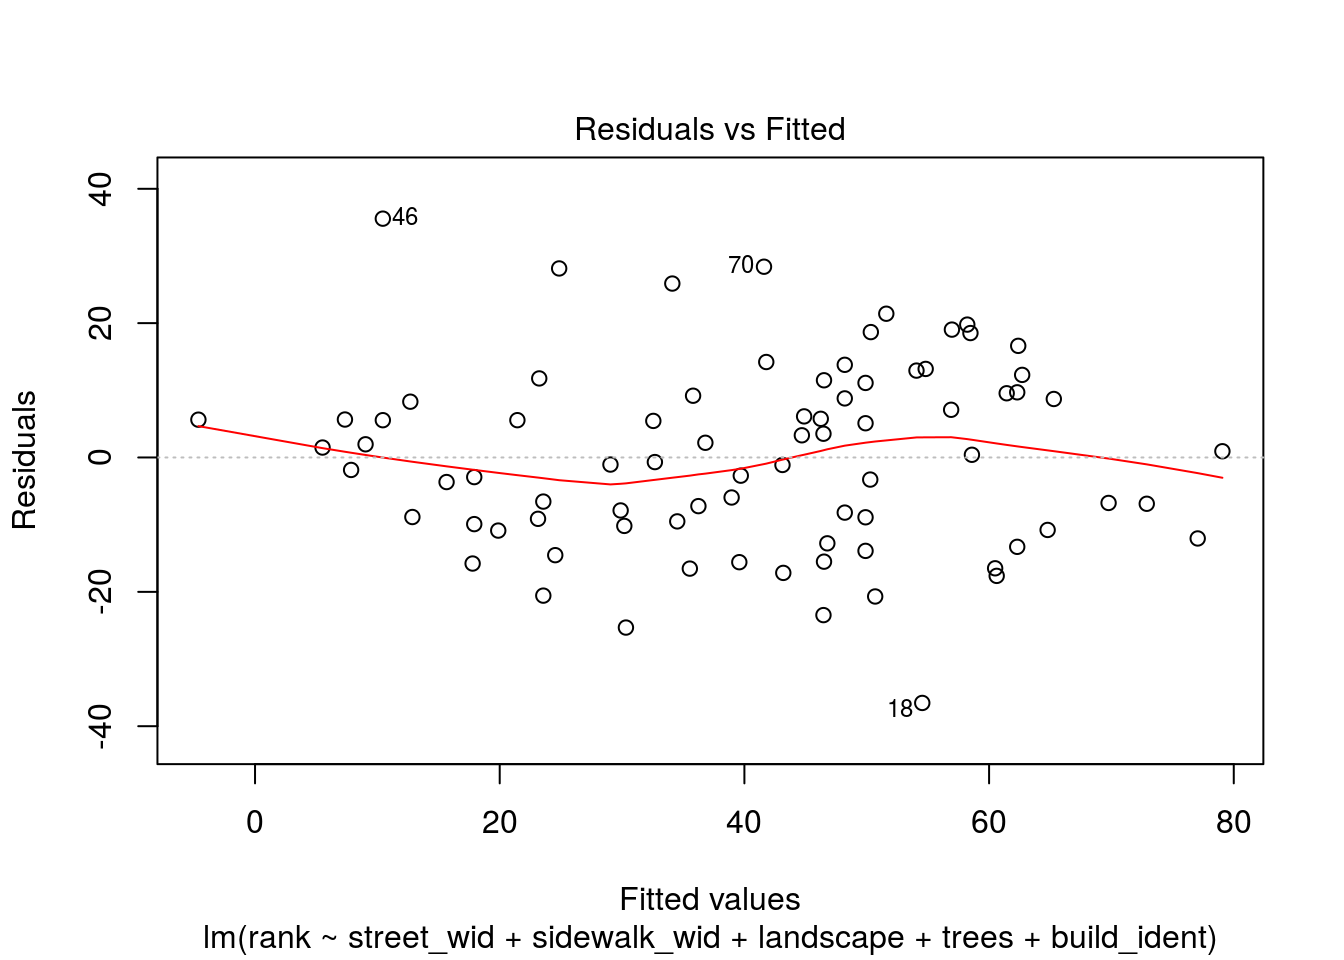 Residuals vs Fitted
40
20
0
-20
-40
Residuals
46
70
18
0 20 40 60 80
Fitted values
lm(rank ~ street_wid + sidewalk_wid + landscape + trees + build_ident)